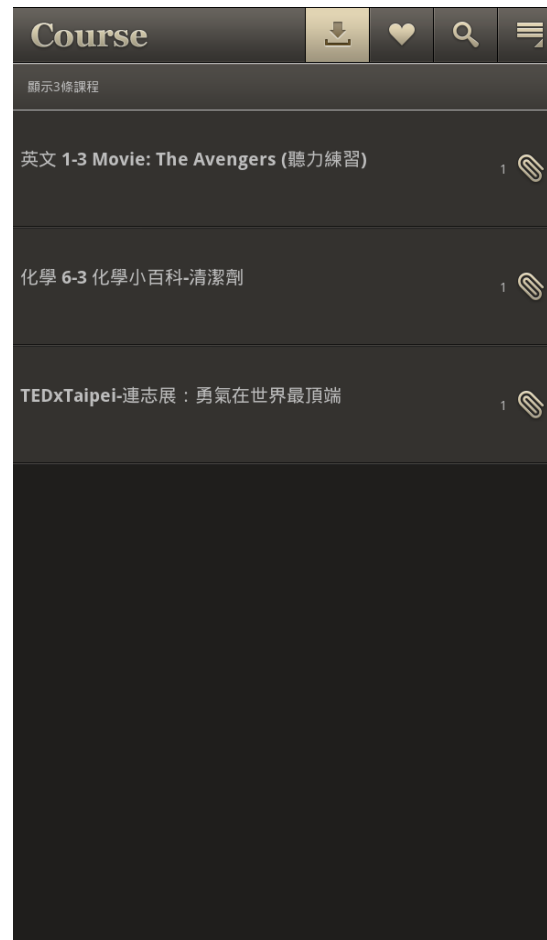 Course
顯示3條課程
英文 1-3 Movie: The Avengers (聽力練習)
1
化學 6-3 化學小百科-清潔劑
1
TEDxTaipei-連志展：勇氣在世界最頂端
1